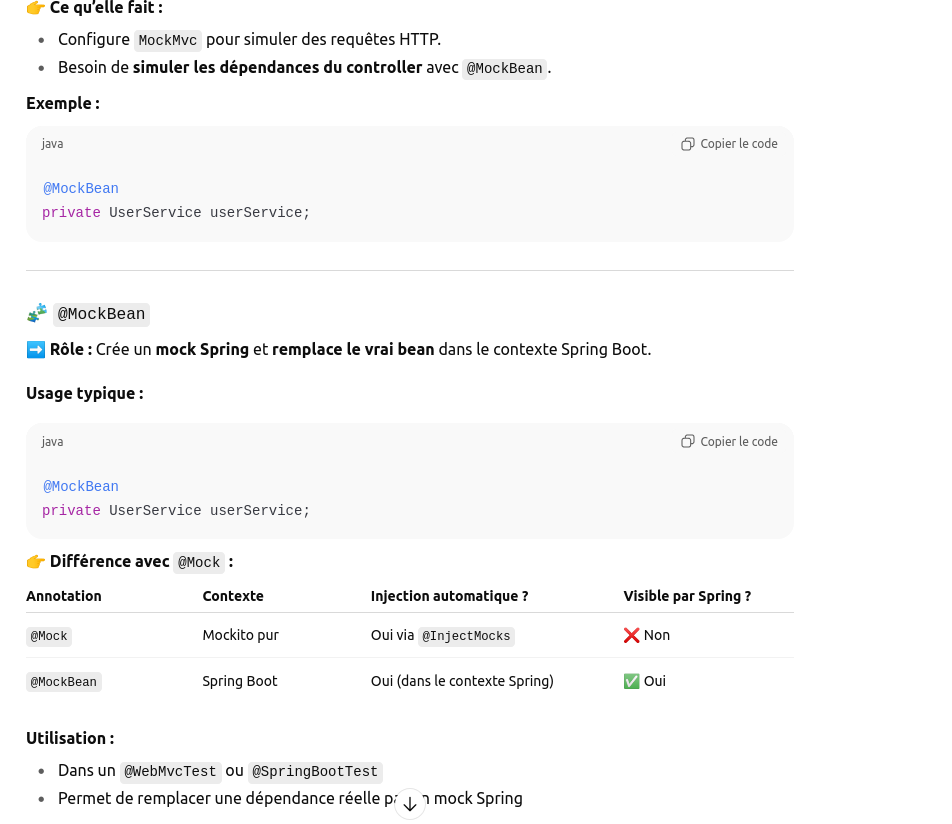 👉 Ce qu’elle fait :
• Configure MockMvc pour simuler des requêtes HTTP.
• Besoin de simuler les dépendances du controller avec @MockBean.
Exemple :
java Copier le code
@MockBean
private UserService userService;
🧩 @MockBean
➡️ Rôle : Crée un mock Spring et remplace le vrai bean dans le contexte Spring Boot.
Usage typique :
java Copier le code
@MockBean
private UserService userService;
👉 Différence avec @Mock :
Annotation Contexte Injection automatique ? Visible par Spring ?
@Mock Mockito pur Oui via @InjectMocks ❌ Non
@MockBean Spring Boot Oui (dans le contexte Spring) ✅ Oui
Utilisation :
• Dans un @WebMvcTest ou @SpringBootTest
• Permet de remplacer une dépendance réelle mock Spring